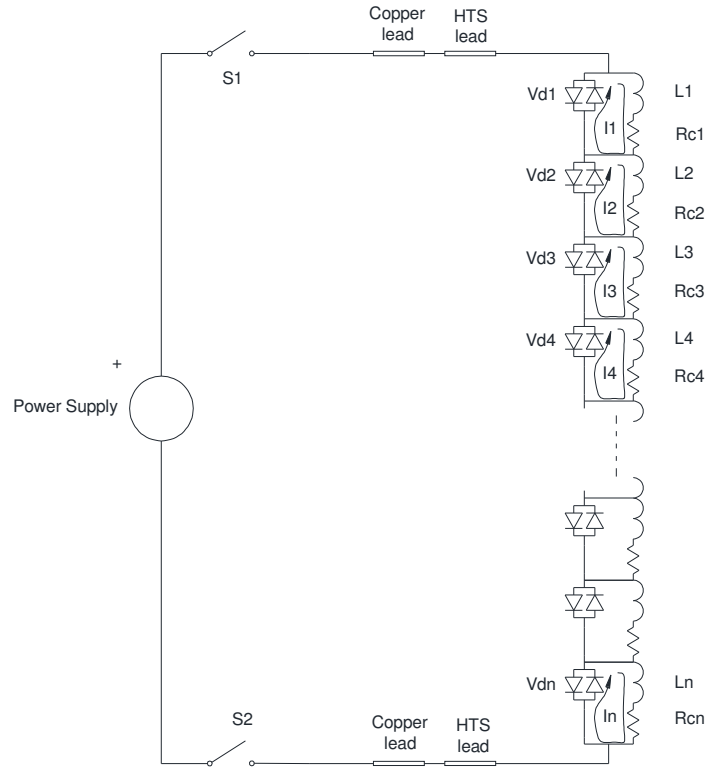 Copper
lead
HTS
lead
S1
Vd1
I1
L1
Rc1
Vd2
I2
L2
Rc2
Vd3
I3
L3
Rc3
Vd4
I4
L4
Rc4
+
Power Supply
Vdn
In
Ln
Rcn
S2
Copper
lead
HTS
lead